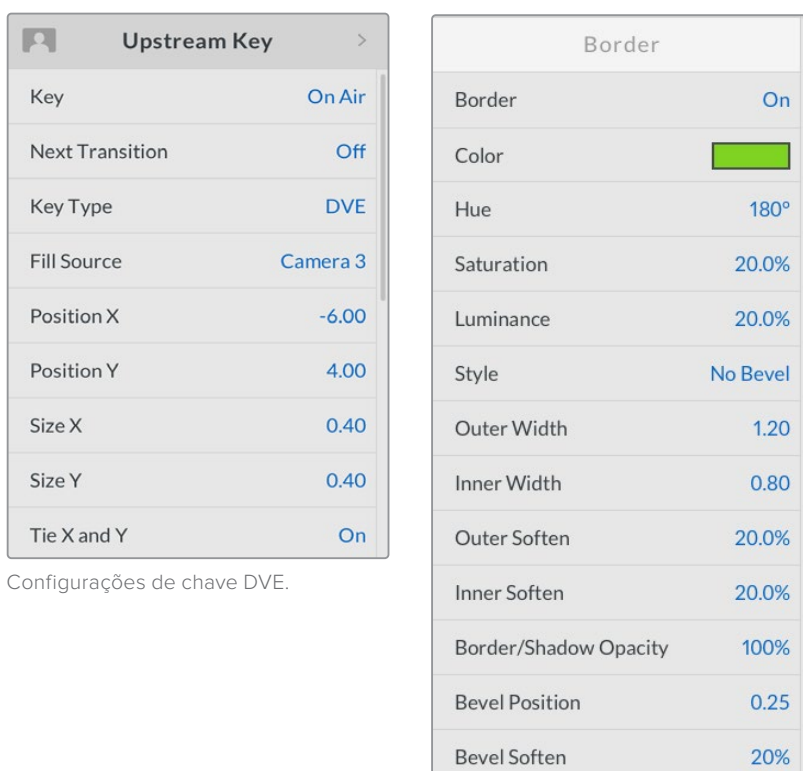 Upstream Key
Key On Air
Next Transition Off
Key Type DVE
Fill Source Camera 3
Position X -6.00
Position Y 4.00
Size X 0.40
Size Y 0.40
Tie X and Y On
Configurações de chave DVE.
Border
Border On
Color
Hue 180°
Saturation 20.0%
Luminance 20.0%
Style No Bevel
Outer Width 1.20
Inner Width 0.80
Outer Soften 20.0%
Inner Soften 20.0%
Border/Shadow Opacity 100%
Bevel Position 0.25
Bevel Soften 20%